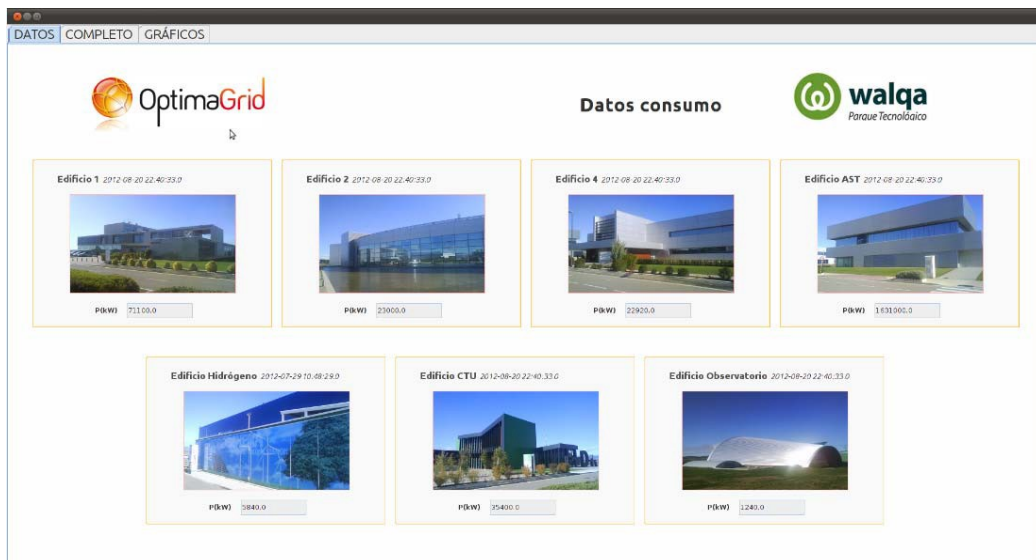 DATOS COMPLETO GRÁFICOS
OptimaGrid
Datos consumo
walqa
Parque Tecnológico
Edificio 1 2012-08-20 22:40:33.0
P(kW) 71100.0
Edificio 2 2012-08-20 22:40:33.0
P(kW) 23000.0
Edificio 4 2012-08-20 22:40:33.0
P(kW) 22920.0
Edificio AST 2012-08-20 22:40:33.0
P(kW) 1631000.0
Edificio Hidrógeno 2012-07-29 10:48:29.0
P(kW) 5840.0
Edificio CTU 2012-08-20 22:40:33.0
P(kW) 35400.0
Edificio Observatorio 2012-08-20 22:40:33.0
P(kW) 1240.0